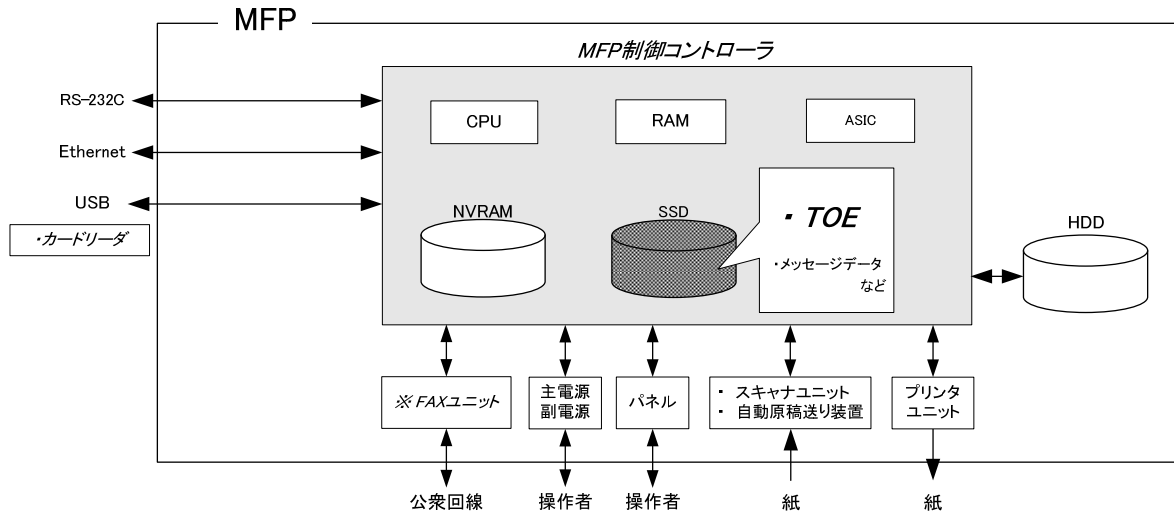 MFP
MFP制御コントローラ
RS-232C
CPU
RAM
ASIC
Ethernet
USB
・カードリーダ
NVRAM
SSD
・TOE
・メッセージデータ
など
HDD
※FAXユニット
主電源
副電源
パネル
・ スキャナユニット
・ 自動原稿送り装置
プリンタ
ユニット
公衆回線
操作者
操作者
紙
紙